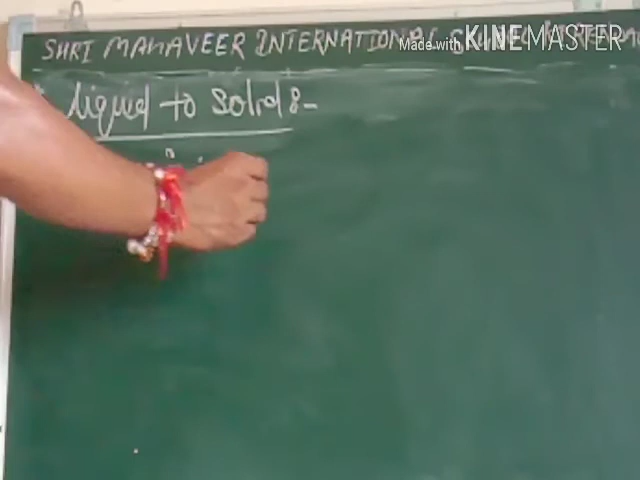 SHRI MAHAVEER INTERNATIONAL
Made with KINEMASTER
Liquid to Solid :-